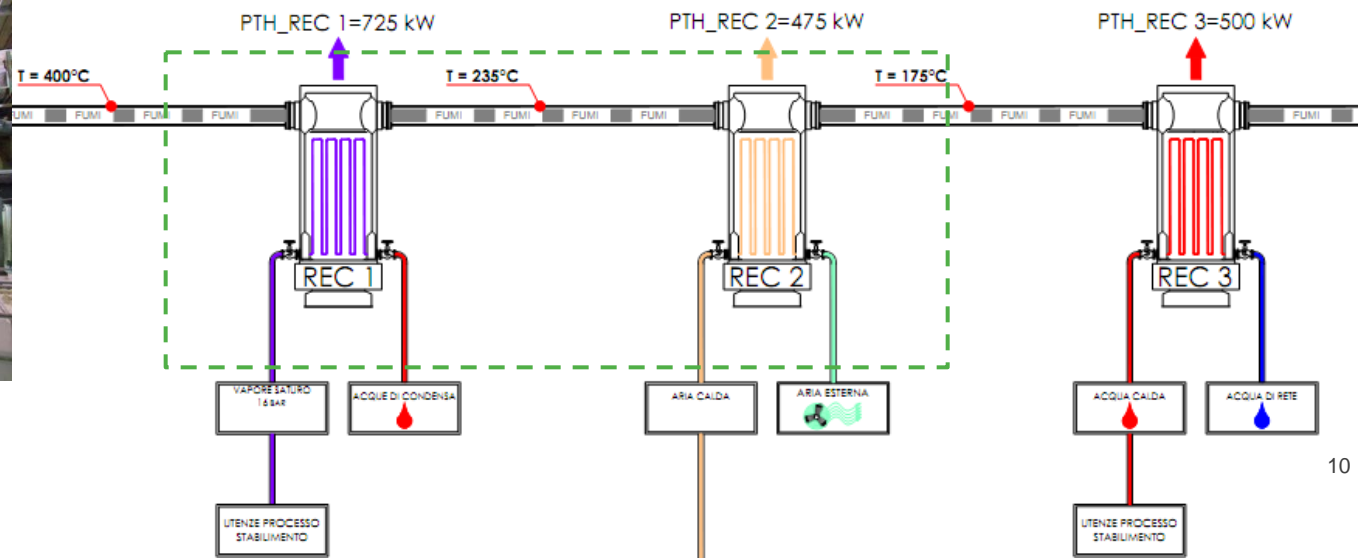 PTH_REC 1=725 kW
PTH_REC 2=475 kW
PTH_REC 3=500 kW
T = 400°C
T = 235°C
T = 175°C
UMI FUMI FUMI FUMI
FUMI FUMI FUMI FUMI
FUMI FUMI FUMI FUMI
FUMI
REC 1
REC 2
REC 3
VAPORE SATURO
16 BAR
ACQUE DI CONDENSA
ARIA CALDA
ARIA ESTERNA
ACQUA CALDA
ACQUA DI RETE
10
UTENZE PROCESSO
STABILIMENTO
UTENZE PROCESSO
STABILIMENTO